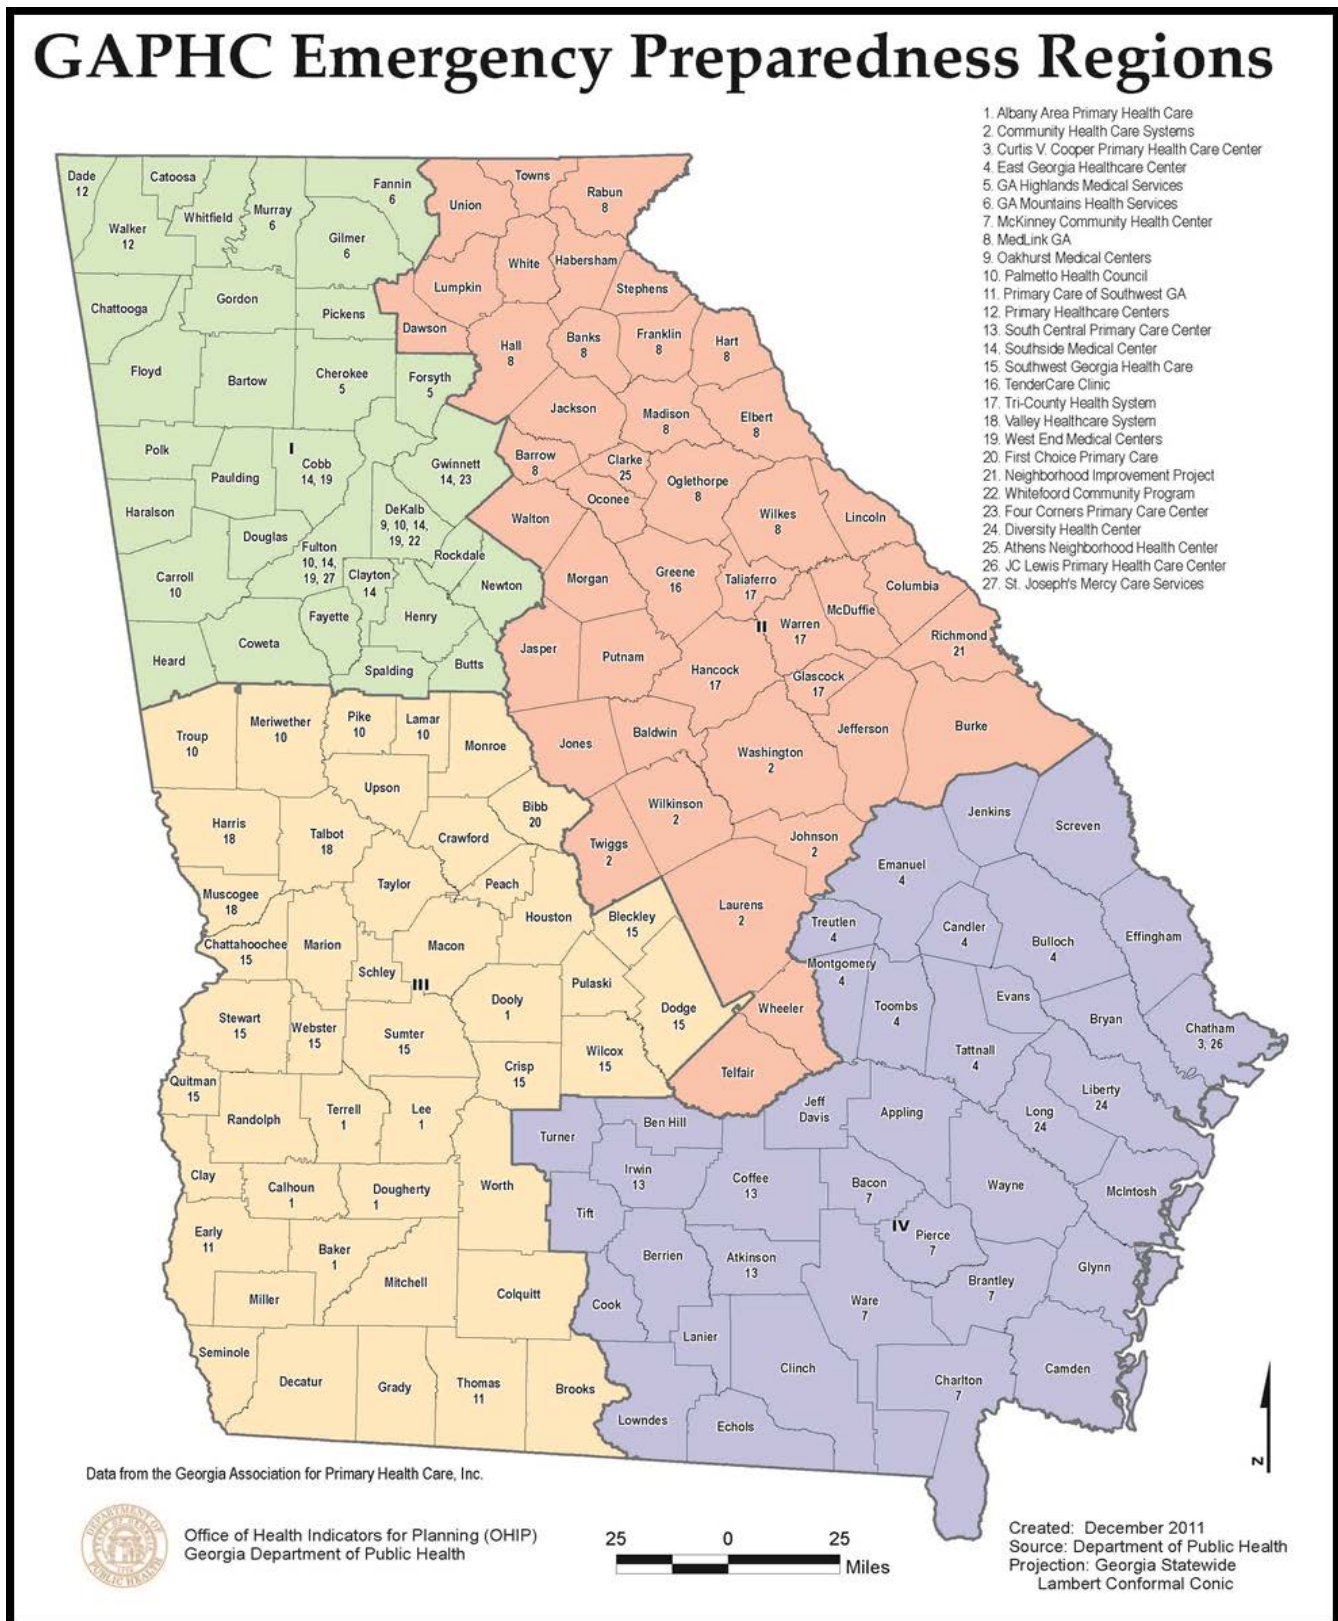 GAPHC Emergency Preparedness Regions
1. Albany Area Primary Health Care
2. Community Health Care Systems
3. Curtis V. Cooper Primary Health Care Center
4. East Georgia Healthcare Center
5. GA Highlands Medical Services
6. GA Mountains Health Services
7. McKinney Community Health Center
8. MedLink GA
9. Oakhurst Medical Centers
10. Palmetto Health Council
11. Primary Care of Southwest GA
12. Primary Healthcare Centers
13. South Central Primary Care Center
14. Southside Medical Center
15. Southwest Georgia Health Care
16. TenderCare Clinic
17. Tri-County Health System
18. Valley Healthcare System
19. West End Medical Centers
20. First Choice Primary Care
21. Neighborhood Improvement Project
22. Whitefoord Community Program
23. Four Corners Primary Care Center
24. Diversity Health Center
25. Athens Neighborhood Health Center
26. JC Lewis Primary Health Care Center
27. St. Joseph's Mercy Care Services
Dade
12
Catoosa
Whitfield
Murray
6
Fannin
6
Walker
12
Gilmer
6
Chattooga
Gordon
Pickens
Floyd
Bartow
Cherokee
5
Forsyth
5
Polk
Paulding
I
Cobb
14, 19
Gwinnett
14, 23
Haralson
Douglas
DeKalb
9, 10, 14,
19, 22
Fulton
10, 14,
19, 27
Rockdale
Carroll
10
Clayton
14
Newton
Fayette
Henry
Coweta
Heard
Spalding
Butts
Union
Towns
Rabun
8
White
Habersham
Lumpkin
Stephens
Dawson
Hall
8
Banks
8
Franklin
8
Hart
8
Jackson
Madison
8
Elbert
8
Barrow
8
Clarke
25
Oconee
Oglethorpe
8
Wilkes
8
Lincoln
Walton
Morgan
Greene
16
Taliaferro
17
Columbia
McDuffie
II
Warren
17
Richmond
21
Jasper
Putnam
Hancock
17
Glascock
17
Jones
Baldwin
Washington
2
Jefferson
Burke
Wilkinson
2
Twiggs
2
Johnson
2
Laurens
2
Wheeler
Telfair
Troup
10
Meriwether
10
Pike
10
Lamar
10
Monroe
Upson
Bibb
20
Harris
18
Talbot
18
Crawford
Muscogee
18
Taylor
Peach
Houston
Bleckley
15
Chattahoochee
15
Marion
Macon
Schley
III
Pulaski
Dooly
1
Dodge
15
Stewart
15
Webster
15
Sumter
15
Wilcox
15
Crisp
15
Quitman
15
Randolph
Terrell
1
Lee
1
Clay
Calhoun
1
Dougherty
1
Worth
Early
11
Baker
1
Mitchell
Miller
Colquitt
Seminole
Decatur
Grady
Thomas
11
Brooks
Jenkins
Screven
Emanuel
4
Treutlen
4
Candler
4
Bulloch
4
Effingham
Montgomery
4
Toombs
4
Evans
Bryan
Chatham
3, 26
Tattnall
4
Liberty
24
Long
24
Jeff
Davis
Appling
Turner
Ben Hill
Irwin
13
Coffee
13
Bacon
7
Wayne
McIntosh
Tift
IV
Pierce
7
Berrien
Atkinson
13
Brantley
7
Glynn
Cook
Ware
7
Lanier
Clinch
Charlton
7
Camden
Lowndes
Echols
N
Data from the Georgia Association for Primary Health Care, Inc.
DEPARTMENT OF
PUBLIC HEALTH
Office of Health Indicators for Planning (OHIP)
Georgia Department of Public Health
25 0 25
Miles
Created: December 2011
Source: Department of Public Health
Projection: Georgia Statewide
Lambert Conformal Conic